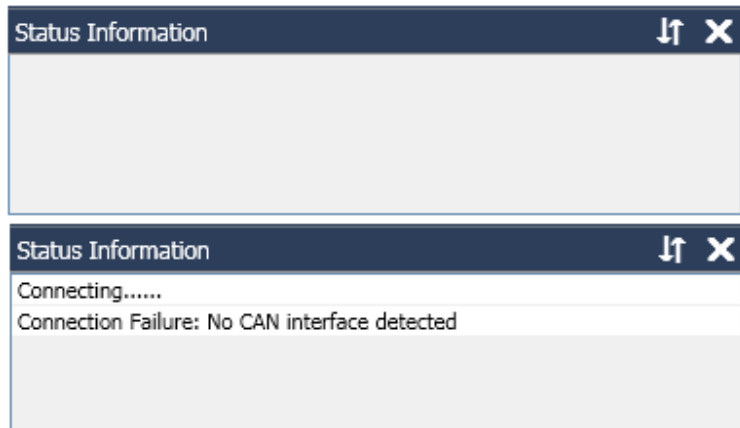 Status Information
Status Information
Connecting......
Connection Failure: No CAN interface detected